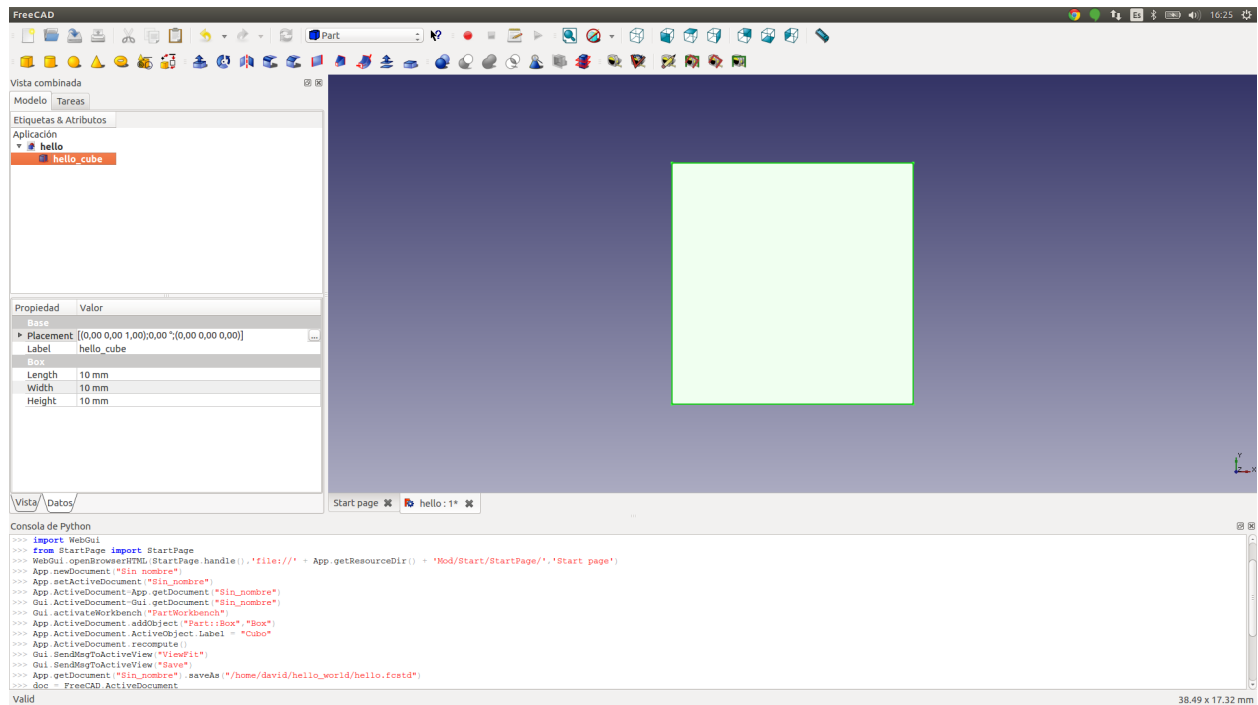 FreeCAD
Es
16:25
Part
Vista combinada
Modelo Tareas
Etiquetas & Atributos
Aplicación
hello
hello_cube
Propiedad Valor
Base
Placement [(0,00 0,00 1,00);0,00 °;(0,00 0,00 0,00)] ...
Label hello_cube
Box
Length 10 mm
Width 10 mm
Height 10 mm
Y
Z X
Vista Datos
Start page hello : 1*
Consola de Python
>>> import WebGui
>>> from StartPage import StartPage
>>> WebGui.openBrowserHTML(StartPage.handle(),'file://' + App.getResourceDir() + 'Mod/Start/StartPage/','Start page')
>>> App.newDocument("Sin nombre")
>>> App.setActiveDocument("Sin_nombre")
>>> App.ActiveDocument=App.getDocument("Sin_nombre")
>>> Gui.ActiveDocument=Gui.getDocument("Sin_nombre")
>>> Gui.activateWorkbench("PartWorkbench")
>>> App.ActiveDocument.addObject("Part::Box","Box")
>>> App.ActiveDocument.ActiveObject.Label = "Cubo"
>>> App.ActiveDocument.recompute()
>>> Gui.SendMsgToActiveView("ViewFit")
>>> Gui.SendMsgToActiveView("Save")
>>> App.getDocument("Sin_nombre").saveAs("/home/david/hello_world/hello.fcstd")
>>> doc = FreeCAD.ActiveDocument
Valid 38.49 x 17.32 mm